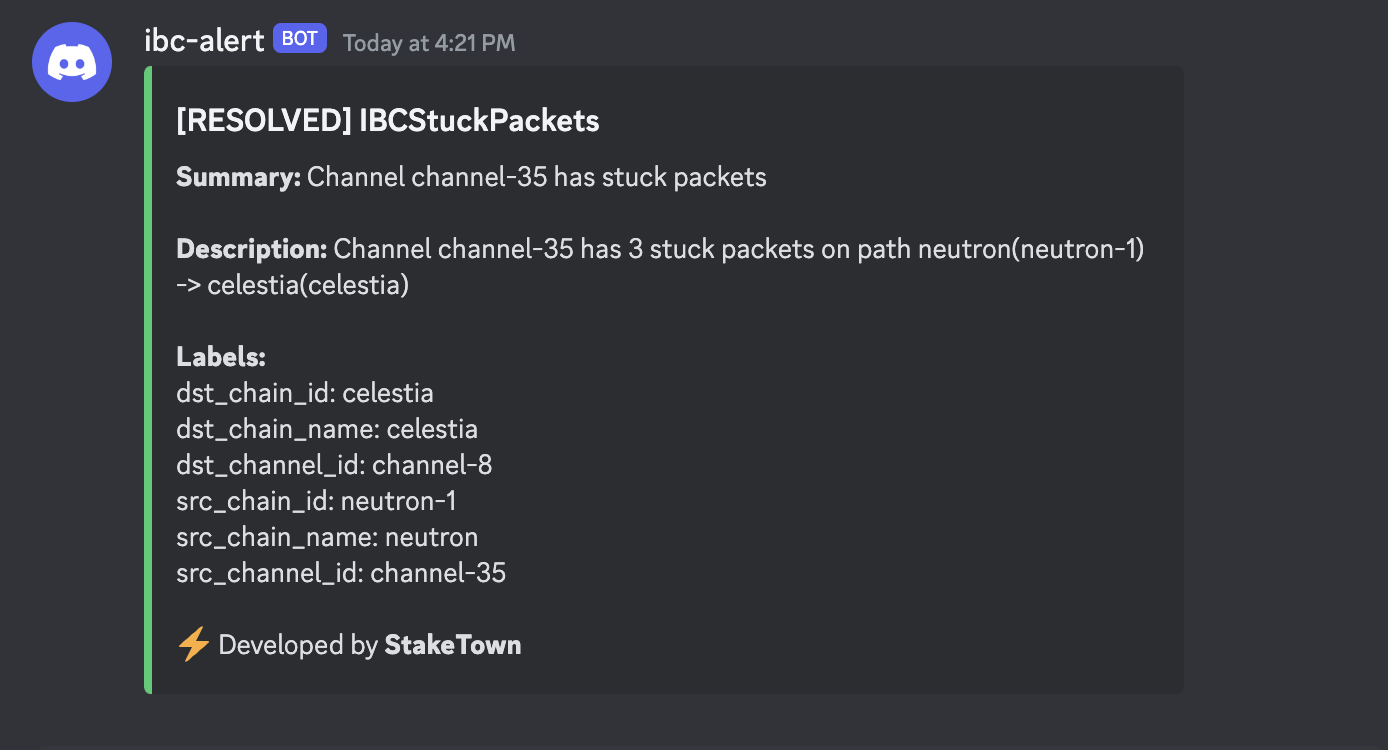 ibc-alert BOT Today at 4:21 PM
[RESOLVED] IBCStuckPackets
Summary: Channel channel-35 has stuck packets
Description: Channel channel-35 has 3 stuck packets on path neutron(neutron-1)
-> celestia(celestia)
Labels:
dst_chain_id: celestia
dst_chain_name: celestia
dst_channel_id: channel-8
src_chain_id: neutron-1
src_chain_name: neutron
src_channel_id: channel-35
⚡ Developed by StakeTown